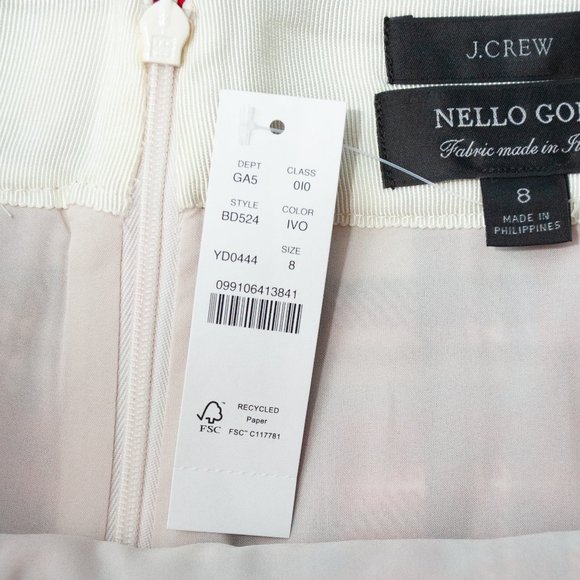 J.CREW
NELLO GO
Fabric made in
8
MADE IN
PHILIPPINES
DEPT CLASS
GA5 010
STYLE COLOR
BD524 IVO
SIZE
YD0444 8
099106413841
FSC
RECYCLED
Paper
FSC™ C117781